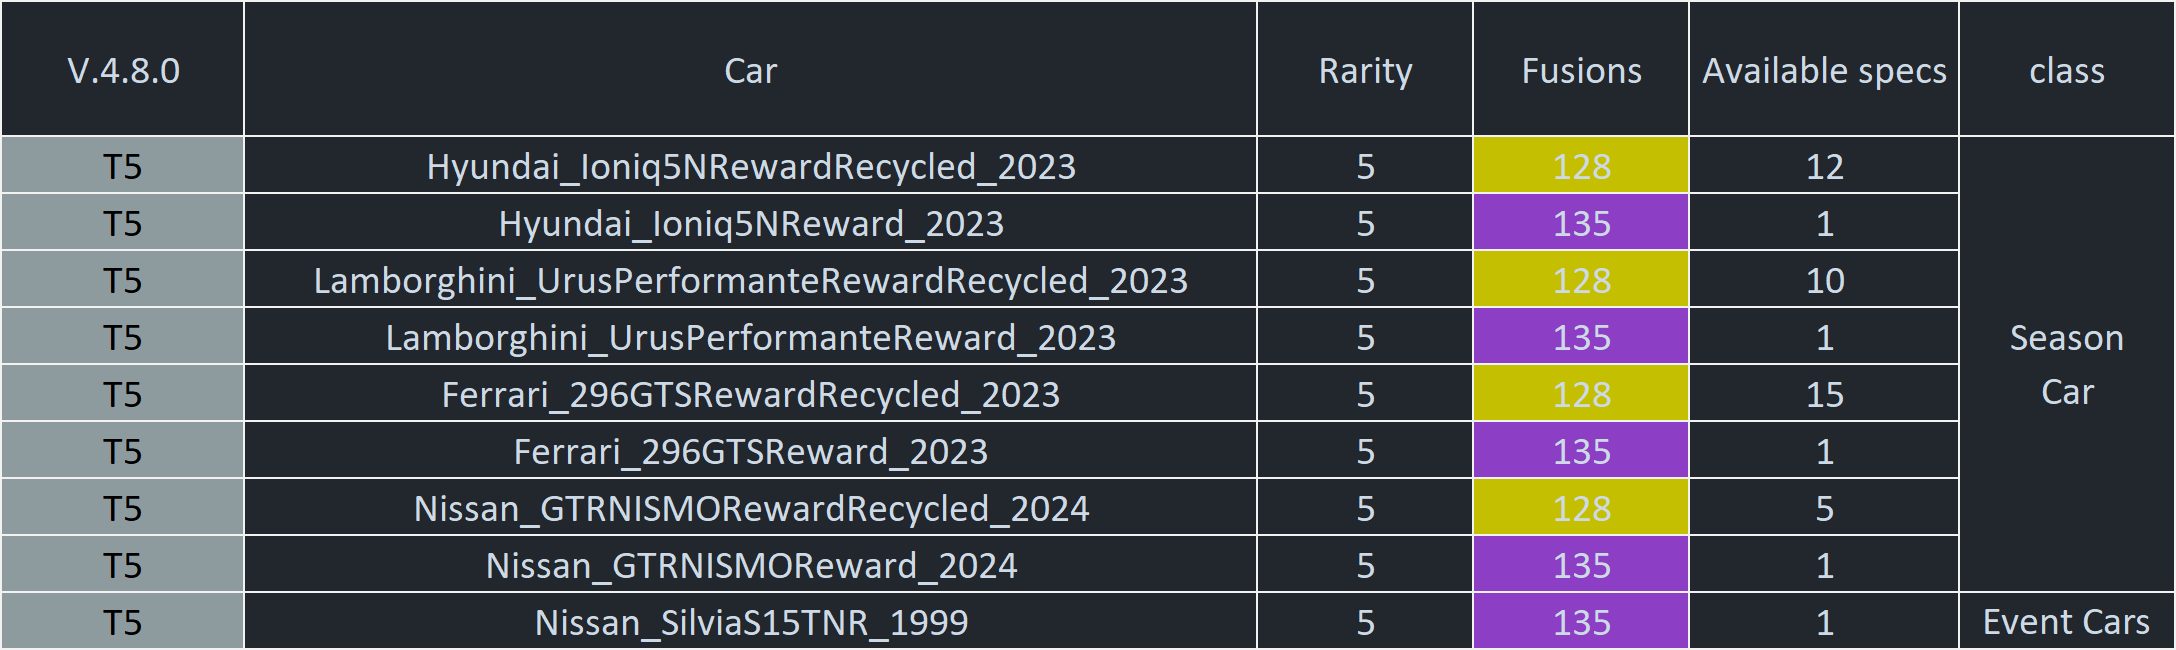 V.4.8.0 Car Rarity Fusions Available specs class
T5 Hyundai_Ioniq5NRewardRecycled_2023 5 128 12
T5 Hyundai_Ioniq5NReward_2023 5 135 1
T5 Lamborghini_UrusPerformanteRewardRecycled_2023 5 128 10
T5 Lamborghini_UrusPerformanteReward_2023 5 135 1
Season
Car
T5 Ferrari_296GTSRewardRecycled_2023 5 128 15
T5 Ferrari_296GTSReward_2023 5 135 1
T5 Nissan_GTRNISMORewardRecycled_2024 5 128 5
T5 Nissan_GTRNISMOReward_2024 5 135 1
T5 Nissan_SilviaS15TNR_1999 5 135 1 Event Cars